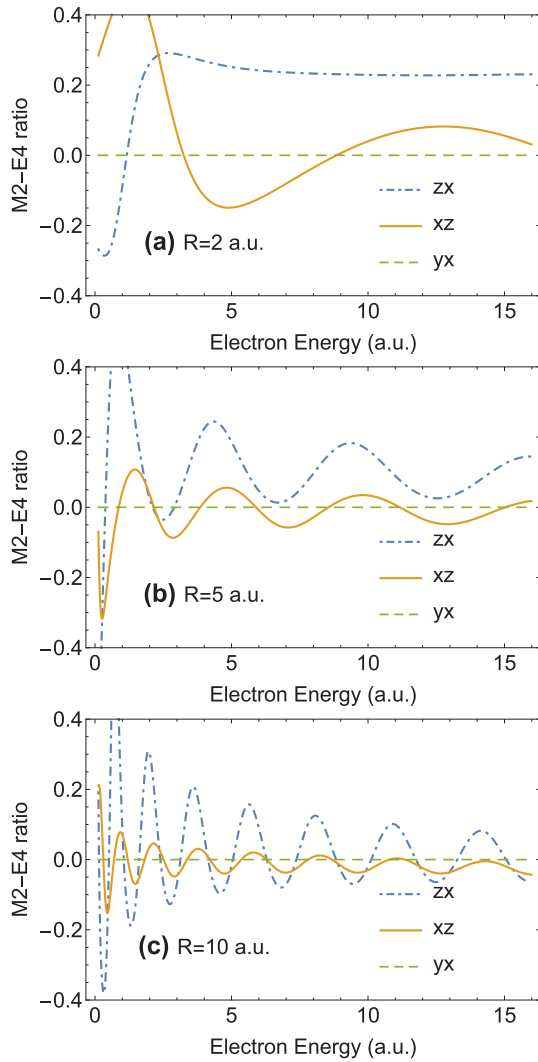 0.4
0.2
0.0
−0.2
−0.4
M2−E4 ratio
zx
xz
yx
(a) R=2 a.u.
0 5 10 15
Electron Energy (a.u.)
0.4
0.2
0.0
−0.2
−0.4
M2−E4 ratio
zx
xz
yx
(b) R=5 a.u.
0 5 10 15
Electron Energy (a.u.)
0.4
0.2
0.0
−0.2
−0.4
M2−E4 ratio
zx
xz
yx
(c) R=10 a.u.
0 5 10 15
Electron Energy (a.u.)